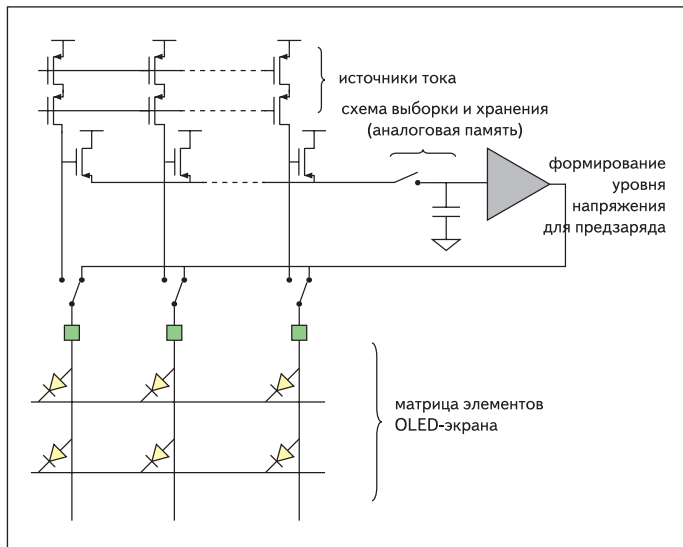 источники тока
схема выборки и хранения
(аналоговая память)
формирование
уровня
напряжения
для предзаряда
матрица элементов
OLED-экрана